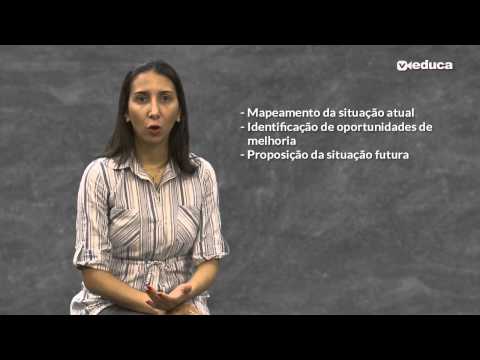 veduca
- Mapeamento da situação atual
- Identificação de oportunidades de
melhoria
- Proposição da situação futura